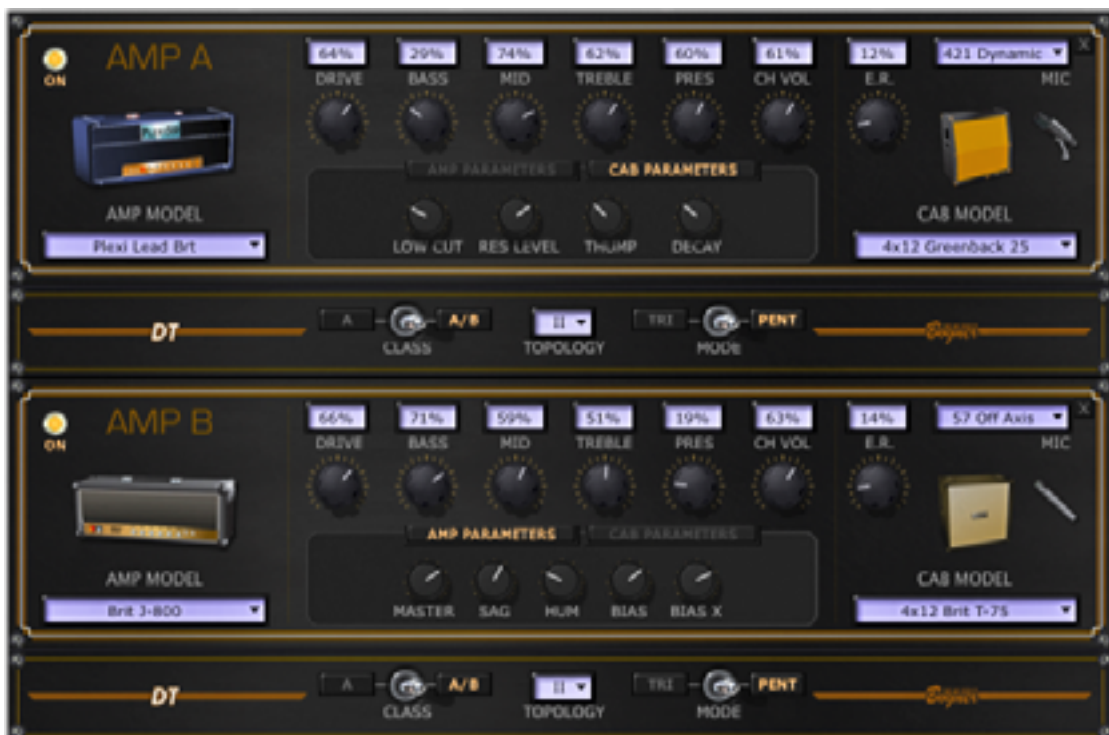 AMP A
ON
64% 29% 74% 62% 60% 61% 12% 421 Dynamic X
DRIVE BASS MID TREBLE PRES CH VOL E.R. MIC
AMP PARAMETERS CAB PARAMETERS
AMP MODEL
Plexi Lead Brt
LOW CUT RES LEVEL THUMP DECAY
CAB MODEL
4x12 Greenback 25
DT A A/B II TRI PENT Bogner
CLASS TOPOLOGY MODE
AMP B
ON
66% 71% 59% 51% 19% 63% 14% 57 Off Axis X
DRIVE BASS MID TREBLE PRES CH VOL E.R. MIC
AMP PARAMETERS CAB PARAMETERS
AMP MODEL
Brit J-800
MASTER SAG HUM BIAS BIAS X
CAB MODEL
4x12 Brit T-75
DT A A/B II TRI PENT Bogner
CLASS TOPOLOGY MODE